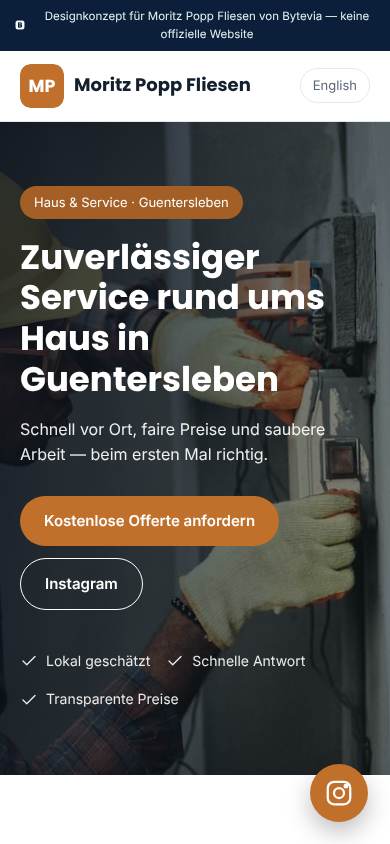 Designkonzept für Moritz Popp Fliesen von Bytevia — keine
offizielle Website
B
MP
Moritz Popp Fliesen
English
Haus & Service · Guentersleben
Zuverlässiger
Service rund ums
Haus in
Guentersleben
Schnell vor Ort, faire Preise und saubere
Arbeit — beim ersten Mal richtig.
Kostenlose Offerte anfordern
Instagram
Lokal geschätzt
Schnelle Antwort
Transparente Preise